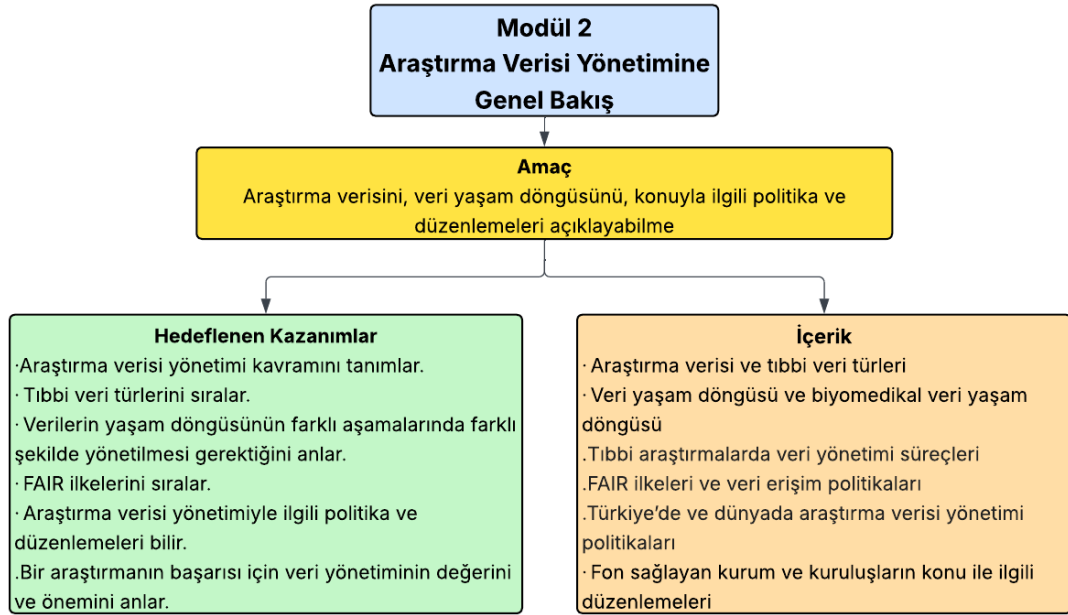 Modül 2
Araştırma Verisi Yönetimine
Genel Bakış
Amaç
Araştırma verisini, veri yaşam döngüsünü, konuyla ilgili politika ve
düzenlemeleri açıklayabilme
Hedeflenen Kazanımlar
·Araştırma verisi yönetimi kavramını tanımlar.
· Tıbbi veri türlerini sıralar.
· Verilerin yaşam döngüsünün farklı aşamalarında farklı
şekilde yönetilmesi gerektiğini anlar.
· FAIR ilkelerini sıralar.
· Araştırma verisi yönetimiyle ilgili politika ve
düzenlemeleri bilir.
.Bir araştırmanın başarısı için veri yönetiminin değerini
ve önemini anlar.
İçerik
· Araştırma verisi ve tıbbi veri türleri
· Veri yaşam döngüsü ve biyomedikal veri yaşam
döngüsü
.Tıbbi araştırmalarda veri yönetimi süreçleri
.FAIR ilkeleri ve veri erişim politikaları
.Türkiye’de ve dünyada araştırma verisi yönetimi
politikaları
· Fon sağlayan kurum ve kuruluşların konu ile ilgili
düzenlemeleri